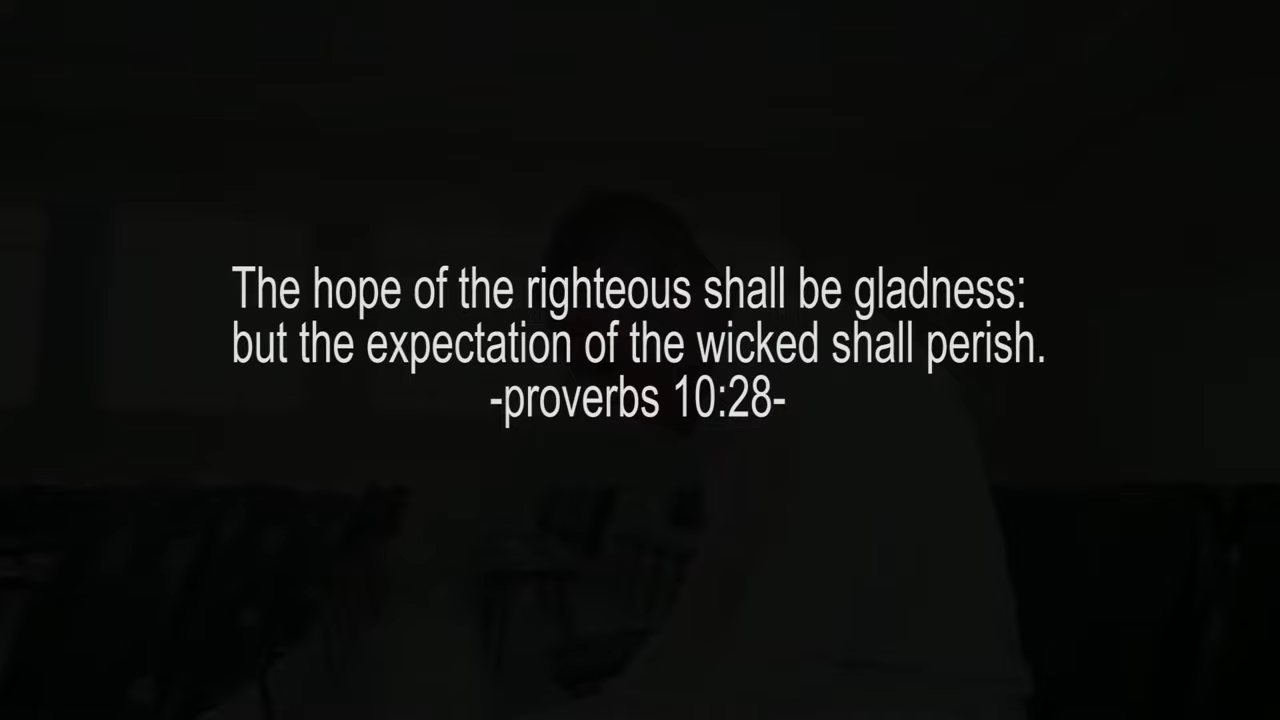 The hope of the righteous shall be gladness:
but the expectation of the wicked shall perish.
-proverbs 10:28-